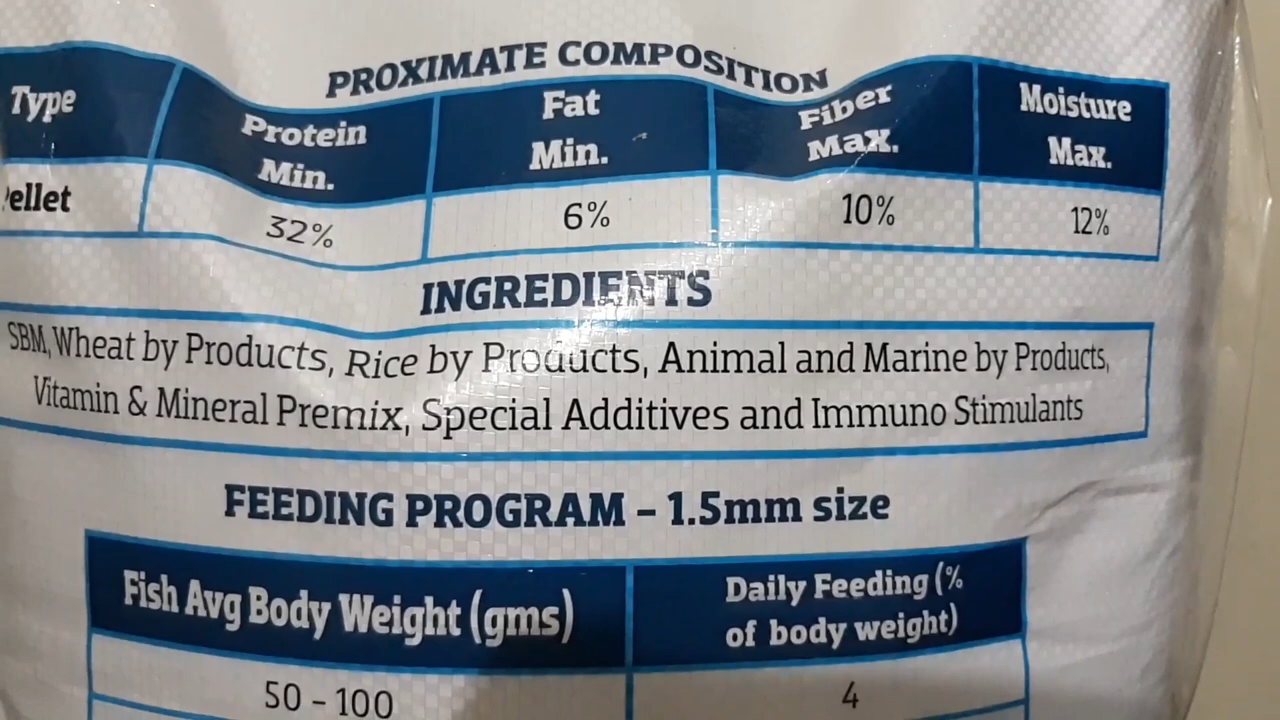 PROXIMATE COMPOSITION
Type Protein Min. Fat Min. Fiber Max. Moisture Max.
ellet 32% 6% 10% 12%
INGREDIENTS
SBM, Wheat by Products, Rice by Products, Animal and Marine by Products,
Vitamin & Mineral Premix, Special Additives and Immuno Stimulants
FEEDING PROGRAM – 1.5mm size
Fish Avg Body Weight (gms) Daily Feeding (% of body weight)
50 – 100 4